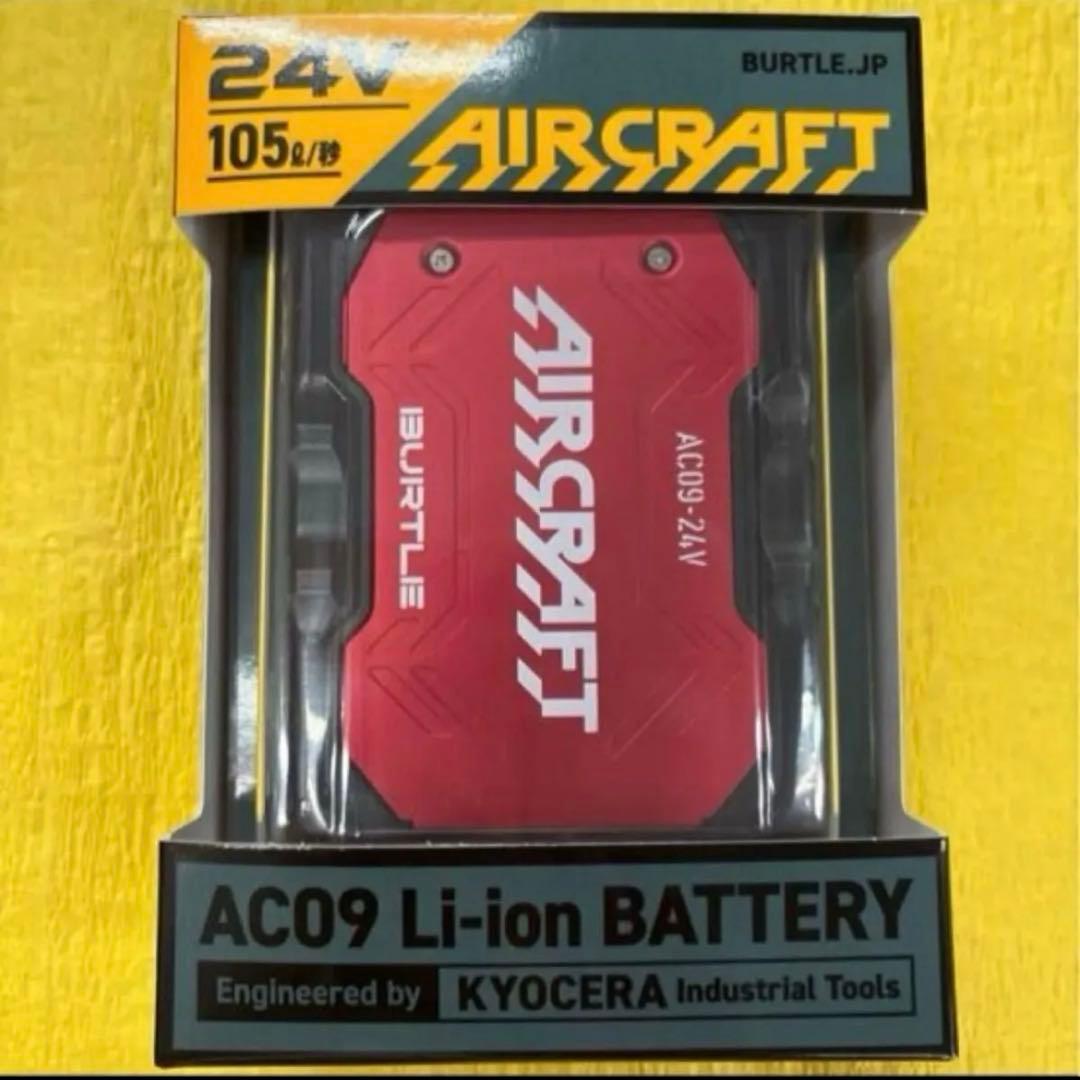 24V
105ℓ/秒
BURTLE.JP
AIRCRAFT
AC09-24V
AIRCRAFT
BURTLE
AC09 Li-ion BATTERY
Engineered by KYOCERA Industrial Tools